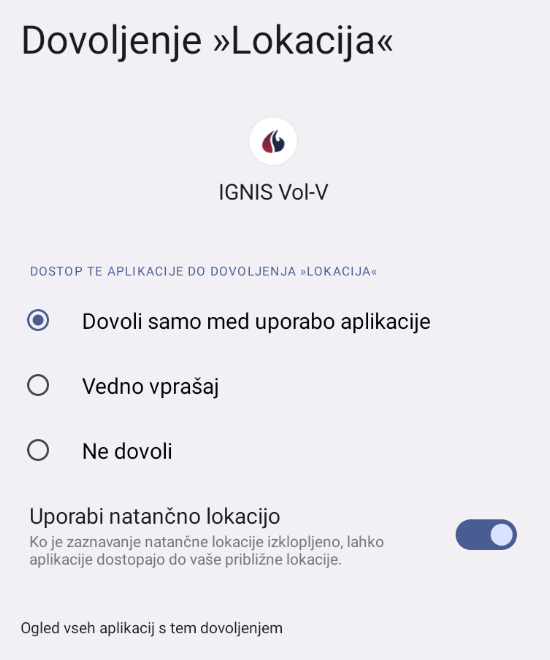 Dovoljenje »Lokacija«
IGNIS Vol-V
DOSTOP TE APLIKACIJE DO DOVOLJENJA »LOKACIJA«
Dovoli samo med uporabo aplikacije
Vedno vprašaj
Ne dovoli
Uporabi natančno lokacijo
Ko je zaznavanje natančne lokacije izklopljeno, lahko
aplikacije dostopajo do vaše približne lokacije.
Ogled vseh aplikacij s tem dovoljenjem